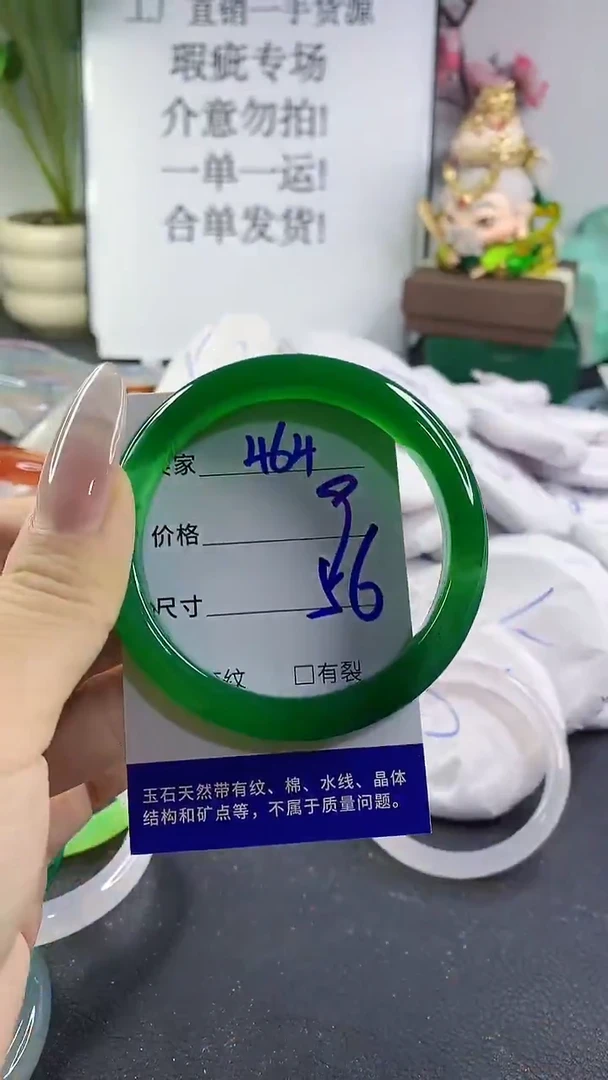 工厂直销一手货源
瑕疵专场
介意勿拍!
一单一运!
合单发货!
家 464
价格
尺寸 56
纹 □有裂
玉石天然带有纹、棉、水线、晶体
结构和矿点等，不属于质量问题。